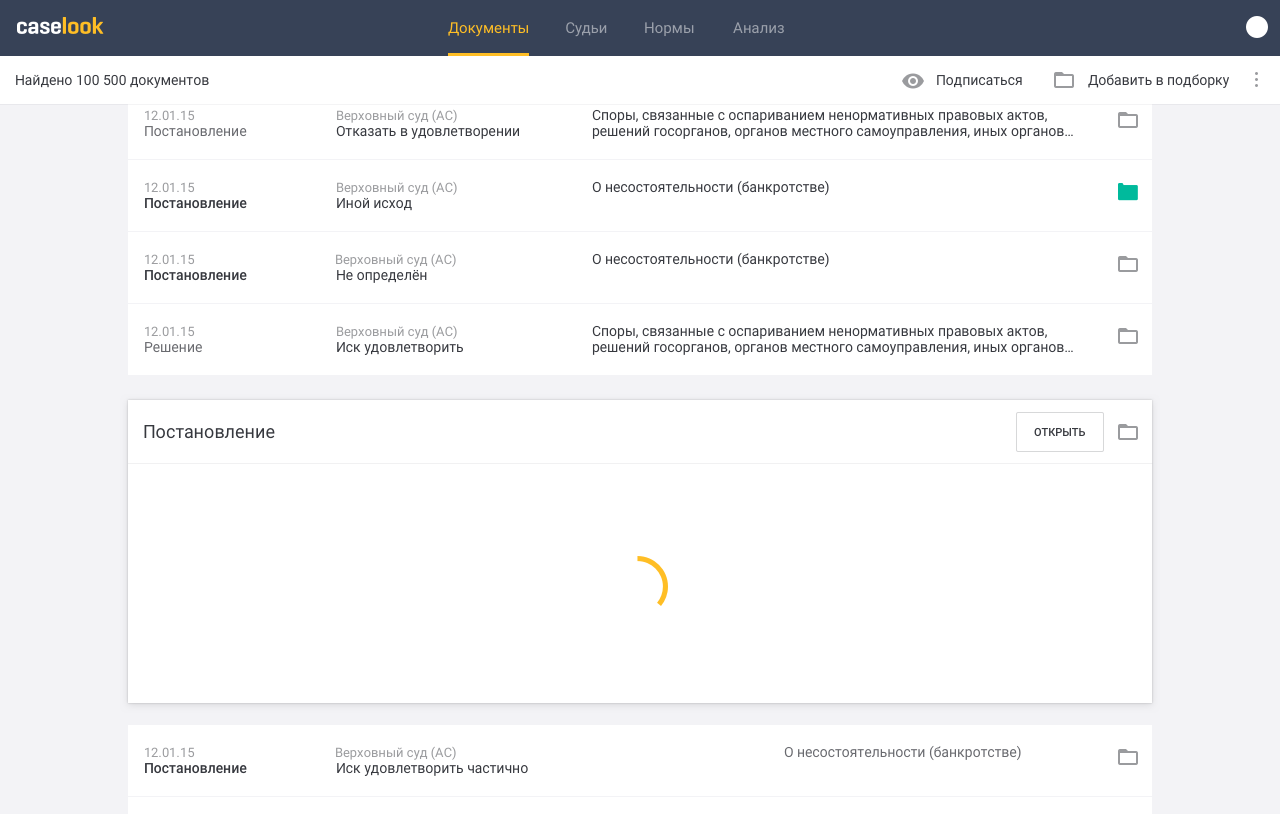 caselook
Документы
Судьи
Нормы
Анализ
Найдено 100 500 документов
Подписаться
Добавить в подборку
12.01.15
Верховный суд (АС)
Споры, связанные с оспариванием ненормативных правовых актов,
Постановление
Отказать в удовлетворении
решений госорганов, органов местного самоуправления, иных органов…
12.01.15
Верховный суд (АС)
О несостоятельности (банкротстве)
Постановление
Иной исход
12.01.15
Верховный суд (АС)
О несостоятельности (банкротстве)
Постановление
Не определён
12.01.15
Верховный суд (АС)
Споры, связанные с оспариванием ненормативных правовых актов,
Решение
Иск удовлетворить
решений госорганов, органов местного самоуправления, иных органов…
Постановление
ОТКРЫТЬ
12.01.15
Верховный суд (АС)
О несостоятельности (банкротстве)
Постановление
Иск удовлетворить частично